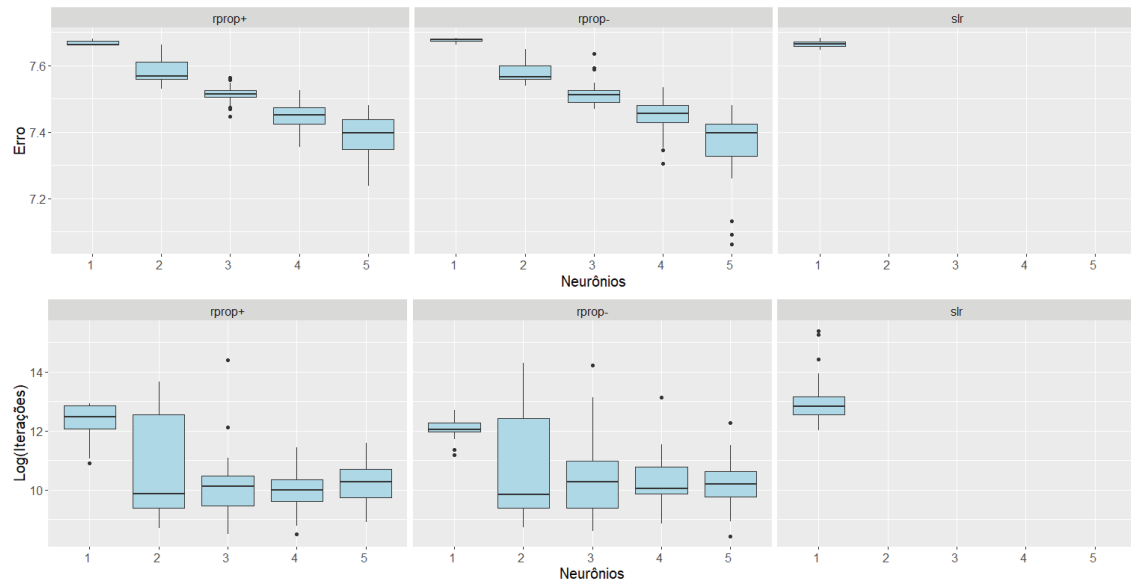 rprop+ rprop- slr
Erro
7.6
7.4
7.2
1 2 3 4 5 1 2 3 4 5 1 2 3 4 5
Neurônios
rprop+ rprop- slr
Log(Iterações)
14
12
10
1 2 3 4 5 1 2 3 4 5 1 2 3 4 5
Neurônios